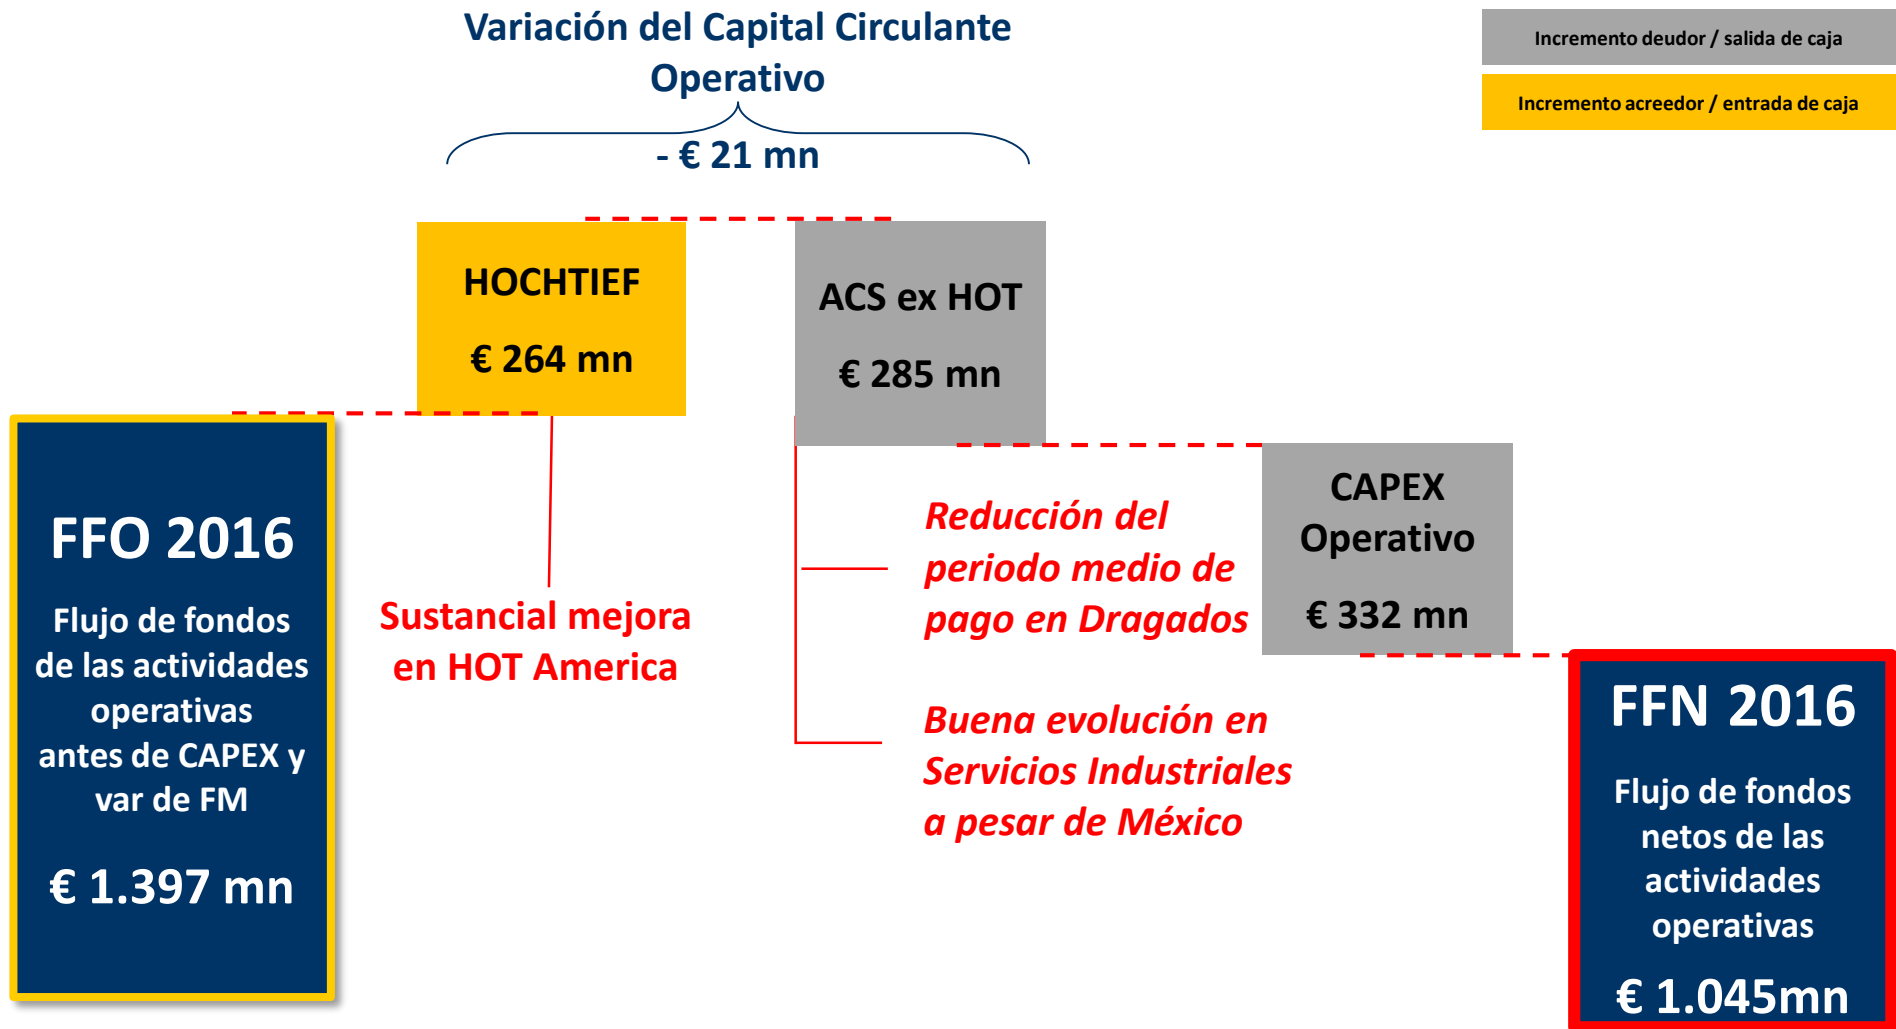 Variación del Capital Circulante
Operativo
- € 21 mn
Incremento deudor / salida de caja
Incremento acreedor / entrada de caja
HOCHTIEF
€ 264 mn
ACS ex HOT
€ 285 mn
FFO 2016
Flujo de fondos
de las actividades
operativas
antes de CAPEX y
var de FM
€ 1.397 mn
Sustancial mejora
en HOT America
Reducción del
periodo medio de
pago en Dragados
Buena evolución en
Servicios Industriales
a pesar de México
CAPEX
Operativo
€ 332 mn
FFN 2016
Flujo de fondos
netos de las
actividades
operativas
€ 1.045mn